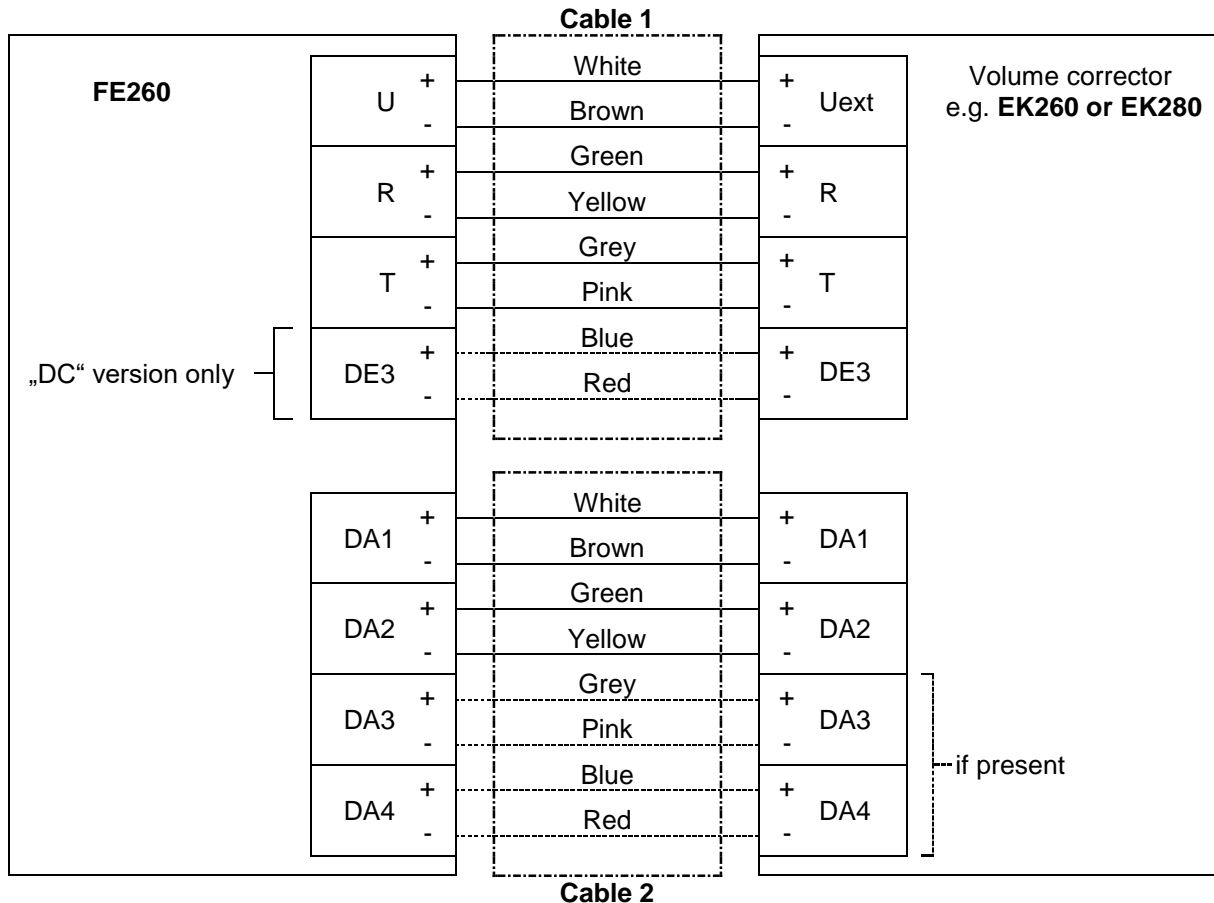 Cable 1
FE260
Volume corrector
e.g. EK260 or EK280
U + -
White
Brown
+ - Uext
R + -
Green
Yellow
+ - R
T + -
Grey
Pink
+ - T
„DC“ version only
DE3 + -
Blue
Red
+ - DE3
DA1 + -
White
Brown
+ - DA1
DA2 + -
Green
Yellow
+ - DA2
DA3 + -
Grey
Pink
+ - DA3
DA4 + -
Blue
Red
+ - DA4
if present
Cable 2